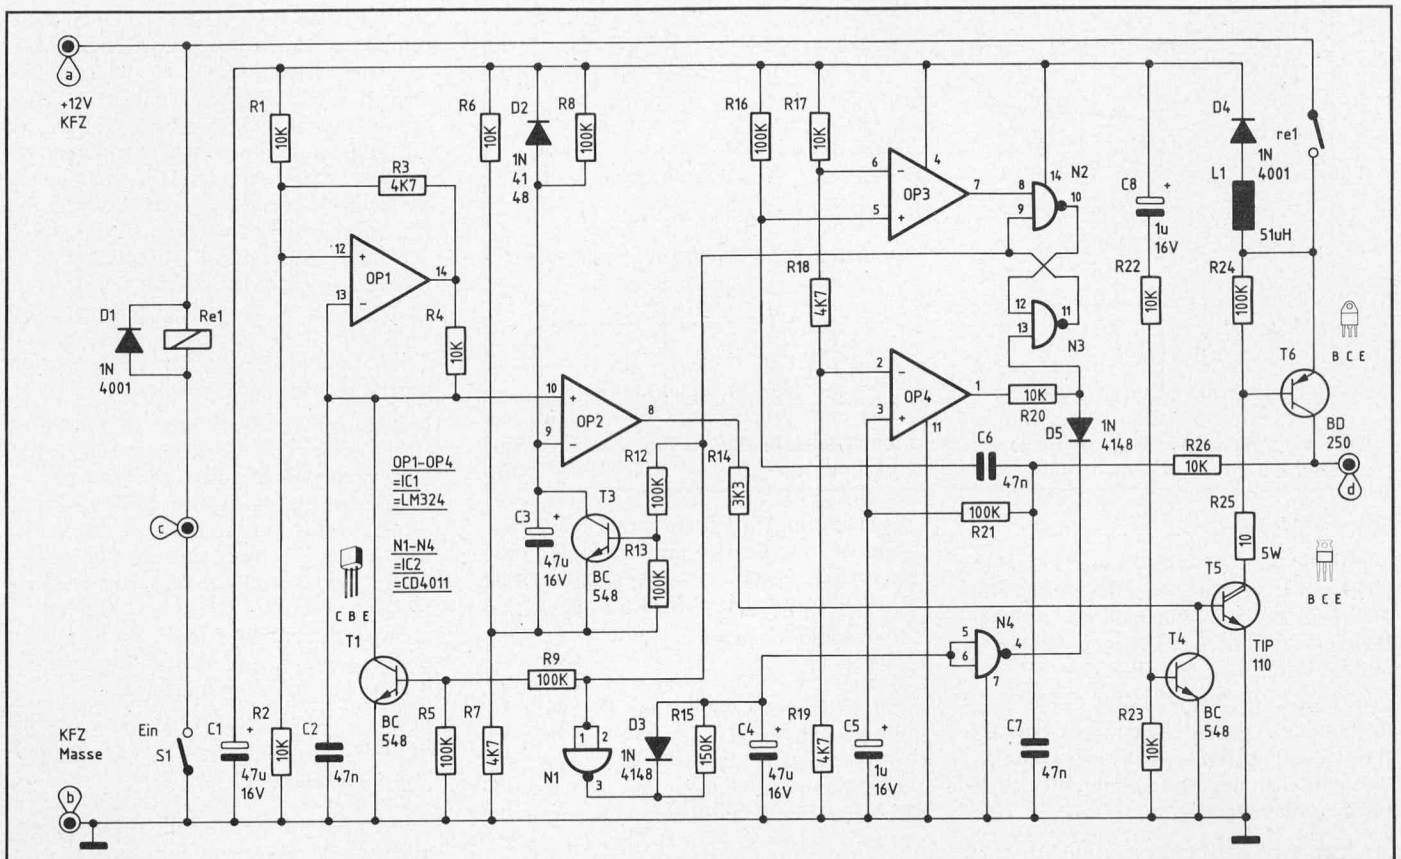 a
+12V
KFZ
R1
10K
R3
4K7
12
+
OP1
14
13
−
R4
10K
D1
1N
4001
Re1
c
KFZ
Masse
b
Ein
S1
C1
+
47u
16V
R2
10K
C2
47n
C B E
T1
BC
548
R5
100K
R6
10K
D2
1N
41
48
R8
100K
OP1-OP4
=IC1
=LM324
N1-N4
=IC2
=CD4011
10
+
OP2
8
9
−
R12
100K
R14
3K3
C3
+
47u
16V
T3
BC
548
R13
100K
R9
100K
R7
4K7
1
2
N1
3
D3
1N
4148
R15
150K
C4
+
47u
16V
R16
10K
R17
10K
6
−
OP3
4
7
5
+
8
14
N2
10
9
R18
4K7
12
11
13
N3
2
−
OP4
1
3
+
11
10K
R20
D5
1N
4148
C6
47n
100K
R21
5
6
N4
4
7
R19
4K7
C5
+
1u
16V
C7
47n
C8
+
1u
16V
R22
10K
D4
1N
4001
L1
51uH
re1
R24
100K
B C E
T6
BD
250
R26
10K
d
R25
10
5W
B C E
T5
TIP
110
T4
BC
548
R23
10K